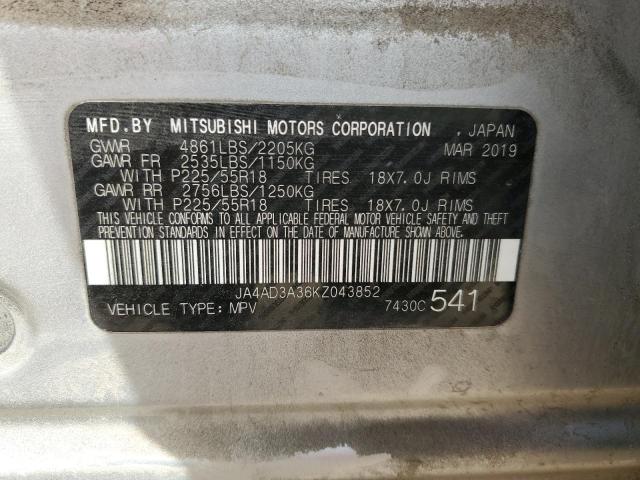 MFD.BY MITSUBISHI MOTORS CORPORATION , JAPAN
GVWR 4861LBS/2205KG MAR 2019
GAWR FR 2535LBS/1150KG
WITH P225/55R18 TIRES 18X7.0J RIMS
GAWR RR 2756LBS/1250KG
WITH P225/55R18 TIRES 18X7.0J RIMS
THIS VEHICLE CONFORMS TO ALL APPLICABLE FEDERAL MOTOR VEHICLE SAFETY AND THEFT
PREVENTION STANDARDS IN EFFECT ON THE DATE OF MANUFACTURE SHOWN ABOVE.
JA4AD3A36KZ043852
VEHICLE TYPE: MPV 7430C 541